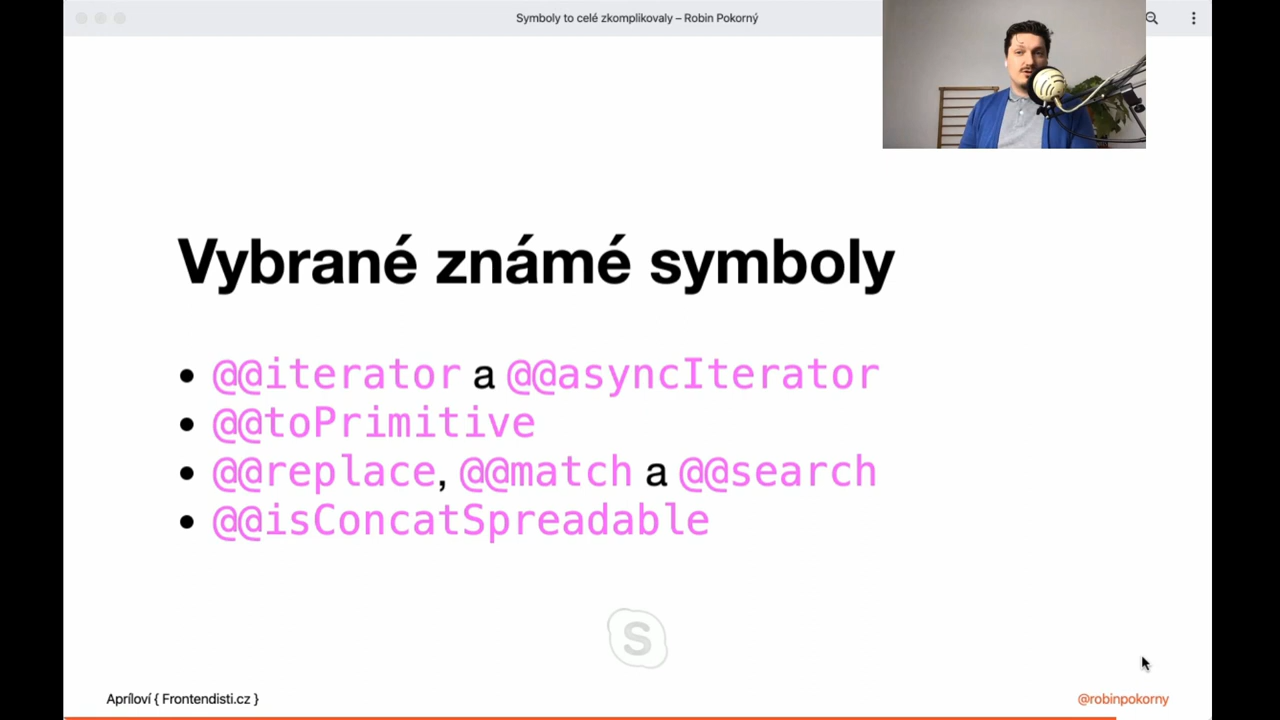 Symboly to celé zkomplikovaly – Robin Pokorný
Vybrané známé symboly
• @@iterator a @@asyncIterator
• @@toPrimitive
• @@replace, @@match a @@search
• @@isConcatSpreadable
S
Apríloví { Frontendisti.cz }
@robinpokorny